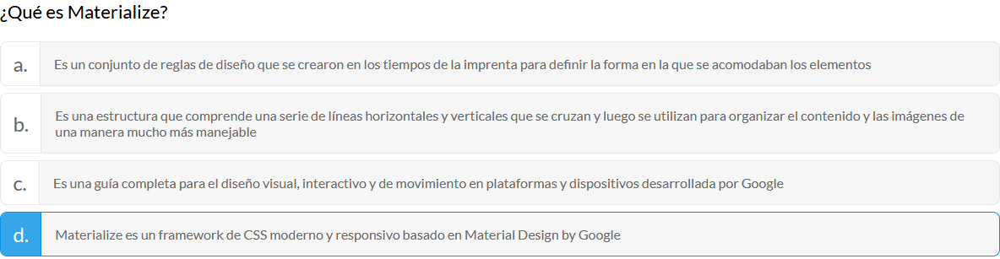 ¿Qué es Materialize?
a.
Es un conjunto de reglas de diseño que se crearon en los tiempos de la imprenta para definir la forma en la que se acomodaban los elementos
b.
Es una estructura que comprende una serie de líneas horizontales y verticales que se cruzan y luego se utilizan para organizar el contenido y las imágenes de
una manera mucho más manejable
c.
Es una guía completa para el diseño visual, interactivo y de movimiento en plataformas y dispositivos desarrollada por Google
d.
Materialize es un framework de CSS moderno y responsivo basado en Material Design by Google